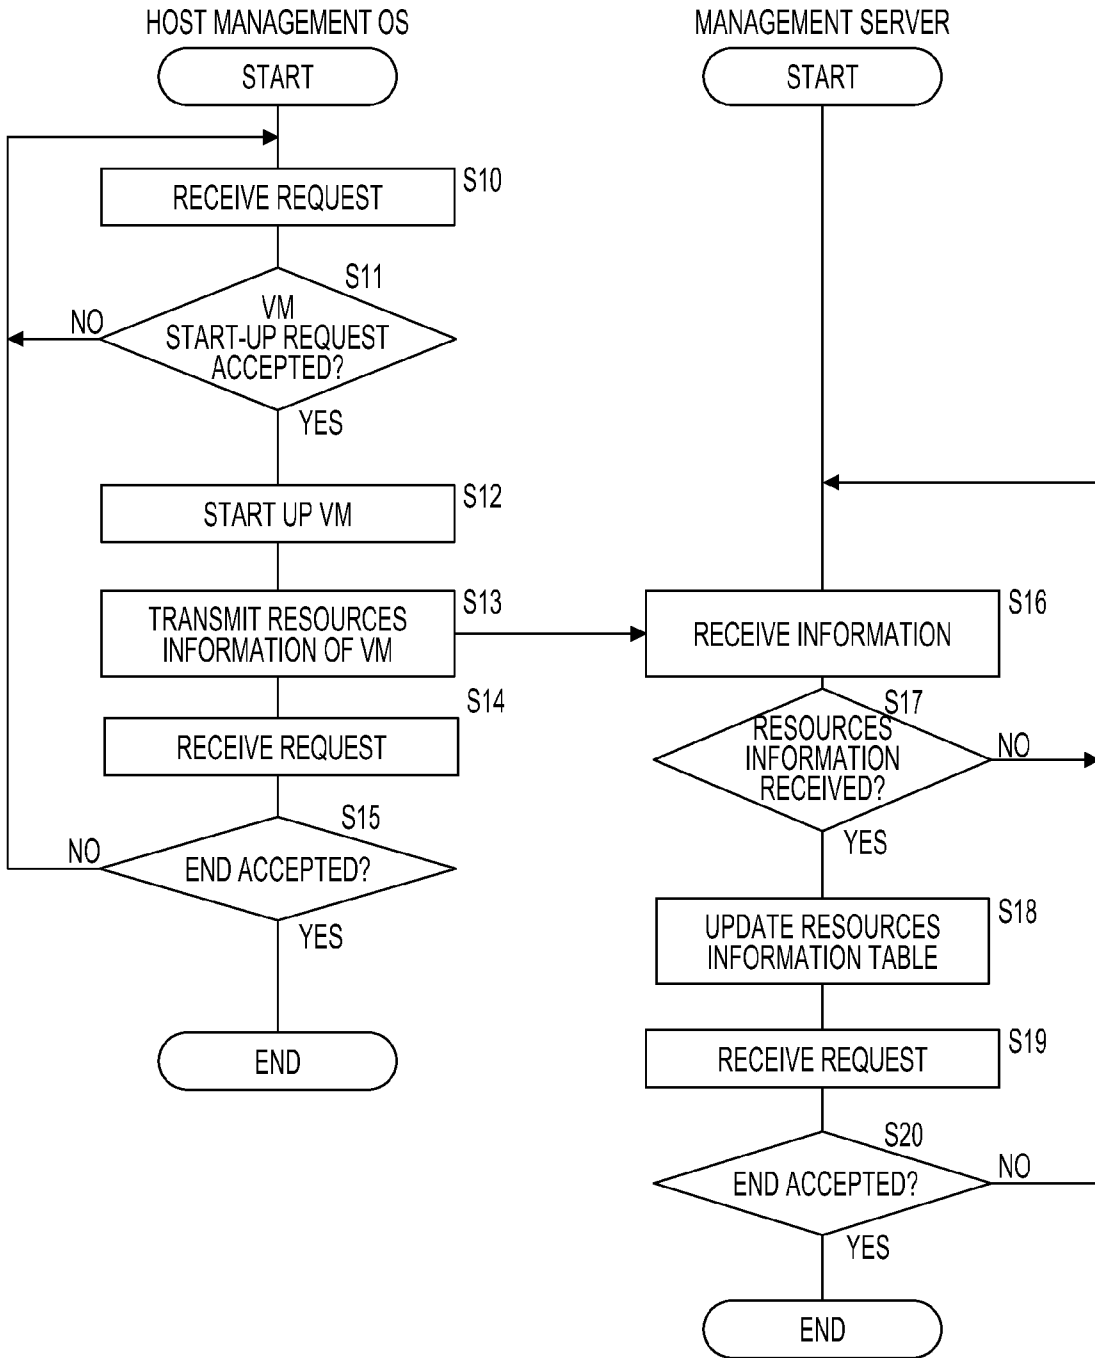 HOST MANAGEMENT OS
START
S10
RECEIVE REQUEST
S11
VM
START-UP REQUEST
ACCEPTED?
NO
YES
S12
START UP VM
S13
TRANSMIT RESOURCES
INFORMATION OF VM
S14
RECEIVE REQUEST
S15
END ACCEPTED?
NO
YES
END
MANAGEMENT SERVER
START
S16
RECEIVE INFORMATION
S17
RESOURCES
INFORMATION
RECEIVED?
NO
YES
S18
UPDATE RESOURCES
INFORMATION TABLE
S19
RECEIVE REQUEST
S20
END ACCEPTED?
NO
YES
END